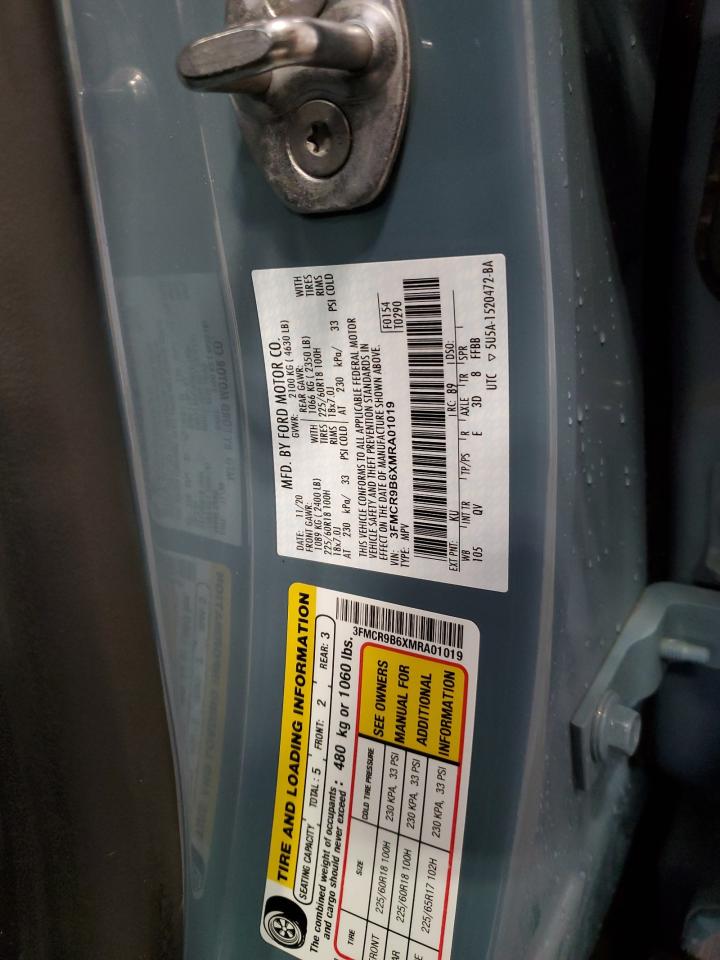 MFD. BY FORD MOTOR CO.
DATE: 11/20 GVWR: 2100 KG ( 4630 LB)
FRONT GAWR: REAR GAWR:
1089 KG (2400 LB) WITH 1066 KG ( 2350 LB) WITH
225/60R18 100H TIRES 225/60R18 100H TIRES
18x7.0J RIMS 18x7.0J RIMS
AT 230 kPa/ 33 PSI COLD AT 230 kPa/ 33 PSI COLD
THIS VEHICLE CONFORMS TO ALL APPLICABLE FEDERAL MOTOR
VEHICLE SAFETY AND THEFT PREVENTION STANDARDS IN
EFFECT ON THE DATE OF MANUFACTURE SHOWN ABOVE.
VIN: 3FMCR9B6XMRA01019
TYPE: MPV
F0154
T0290
EXT PNT: KU RC: 89 DSO:
WB INT TR TP/PS R AXLE TR SPR
105 QV E 3D 8 FFBB
UTC ▽ 5U5A-1520472-BA
TIRE AND LOADING INFORMATION
SEATING CAPACITY TOTAL : 5 FRONT: 2 REAR: 3
The combined weight of occupants
and cargo should never exceed : 480 kg or 1060 lbs.
3FMCR9B6XMRA01019
TIRE SIZE COLD TIRE PRESSURE
FRONT 225/60R18 100H 230 KPA, 33 PSI
225/60R18 100H 230 KPA, 33 PSI
225/65R17 102H 230 KPA, 33 PSI
SEE OWNERS
MANUAL FOR
ADDITIONAL
INFORMATION